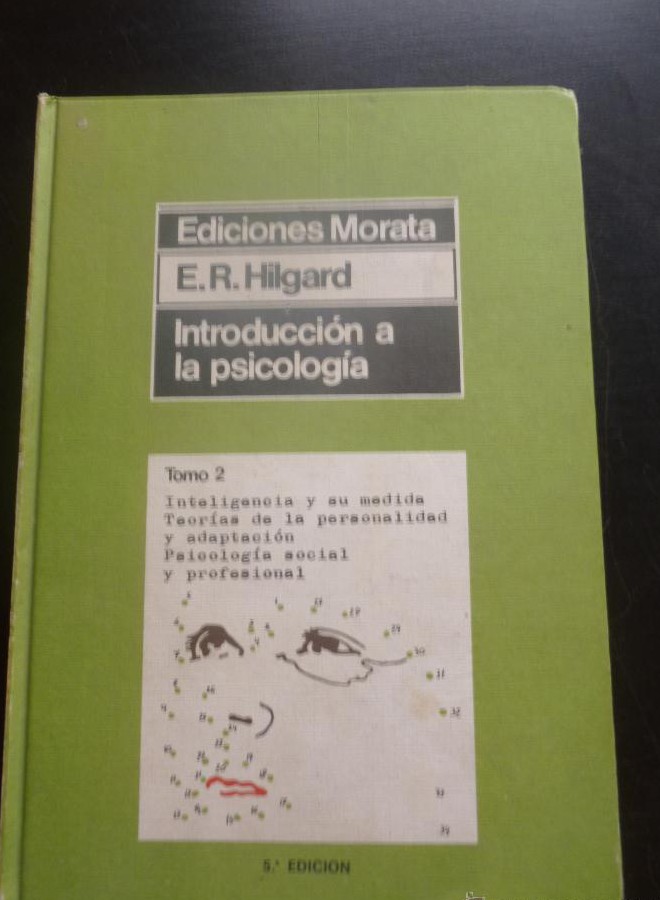 Ediciones Morata
E.R.Hilgard
Introducción a
la psicología
Tomo 2
Inteligencia y su medida
Teorías de la personalidad
y adaptación
Psicología social
y profesional
5.ª EDICION